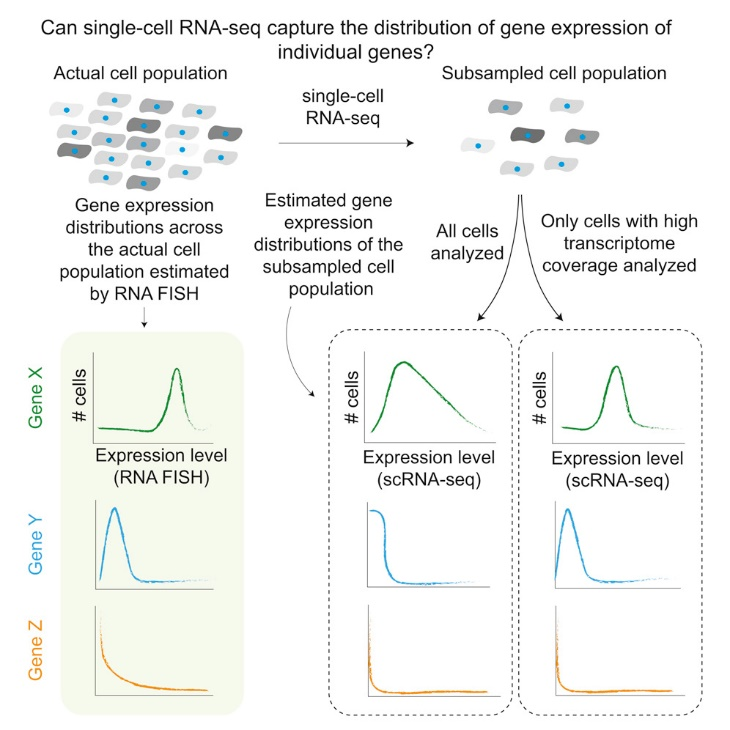 Can single-cell RNA-seq capture the distribution of gene expression of
individual genes?
Actual cell population
single-cell
RNA-seq
Subsampled cell population
Gene expression
distributions across
the actual cell
population estimated
by RNA FISH
Estimated gene
expression
distributions of the
subsampled cell
population
All cells
analyzed
Only cells with high
transcriptome
coverage analyzed
Gene X
# cells
Expression level
(RNA FISH)
# cells
Expression level
(scRNA-seq)
# cells
Expression level
(scRNA-seq)
Gene Y
Gene Z